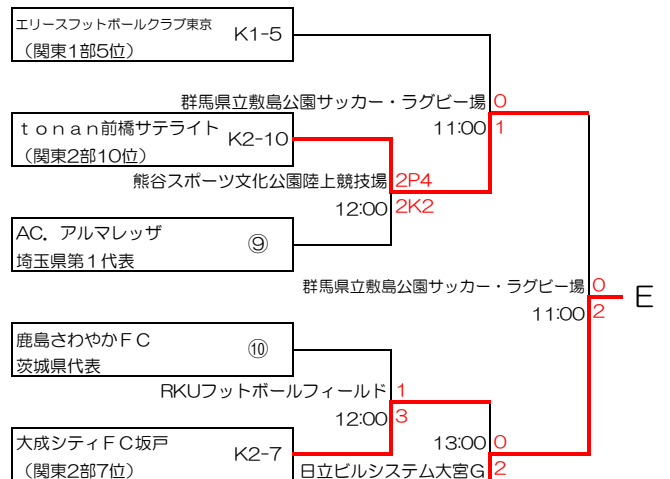 エリースフットボールクラブ東京
（関東1部5位）
K1-5
群馬県立敷島公園サッカー・ラグビー場
0
11:00
1
ｔｏｎａｎ前橋サテライト
（関東2部10位）
K2-10
熊谷スポーツ文化公園陸上競技場
2P4
12:00
2K2
AC．アルマレッザ
埼玉県第１代表
⑨
群馬県立敷島公園サッカー・ラグビー場
0
11:00
2
E
鹿島さわやかＦＣ
茨城県代表
⑩
RKUフットボールフィールド
1
12:00
3
大成シティＦＣ坂戸
（関東2部7位）
K2-7
13:00
0
日立ビルシステム大宮G
2